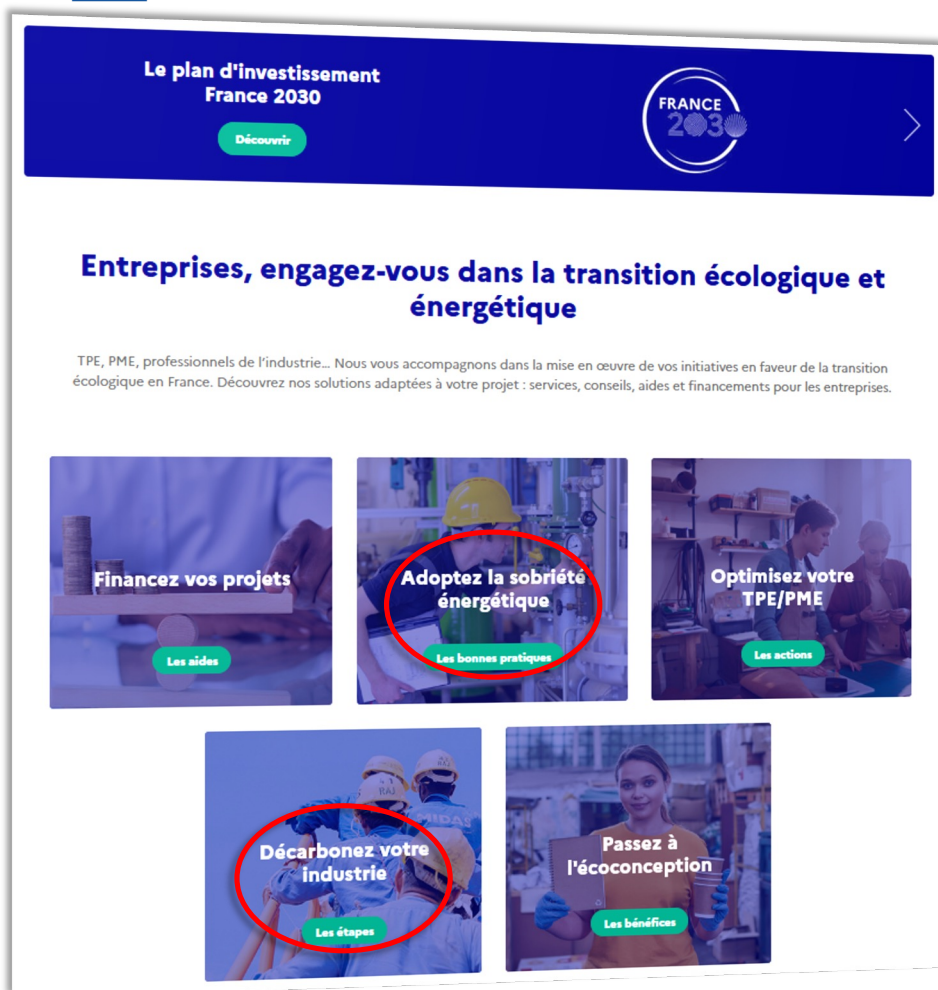 Le plan d'investissement
France 2030
Découvrir
FRANCE
2030
Entreprises, engagez-vous dans la transition écologique et
énergétique
TPE, PME, professionnels de l'industrie... Nous vous accompagnons dans la mise en œuvre de vos initiatives en faveur de la transition
écologique en France. Découvrez nos solutions adaptées à votre projet : services, conseils, aides et financements pour les entreprises.
Financez vos projets
Les aides
Adoptez la sobriété
énergétique
Les bonnes pratiques
Optimisez votre
TPE/PME
Les actions
RAJ
MIDAS
Décarbonez votre
industrie
Les étapes
Passez à
l'écoconception
Les bénéfices